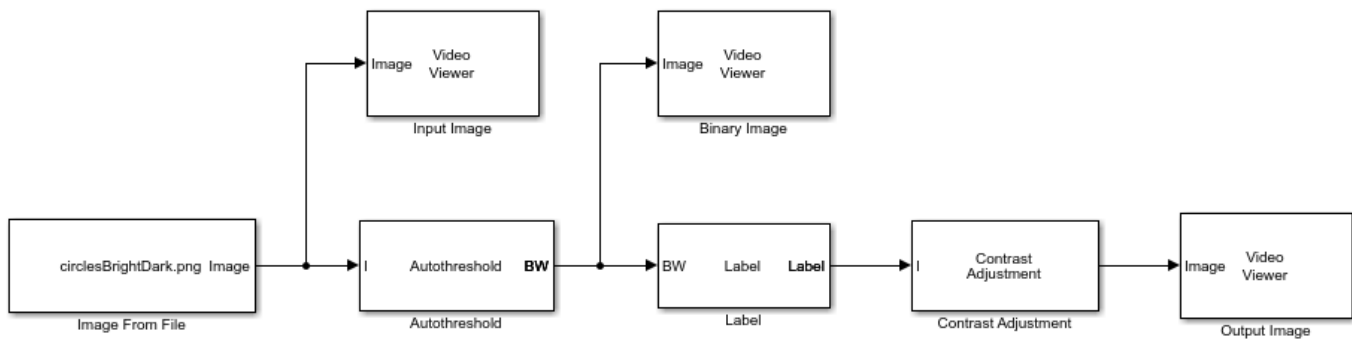 Image
Video
Viewer
Input Image
Image
Video
Viewer
Binary Image
circlesBrightDark.png
Image
Image From File
I
Autothreshold
BW
Autothreshold
BW
Label
Label
Label
I
Contrast
Adjustment
Contrast Adjustment
Image
Video
Viewer
Output Image